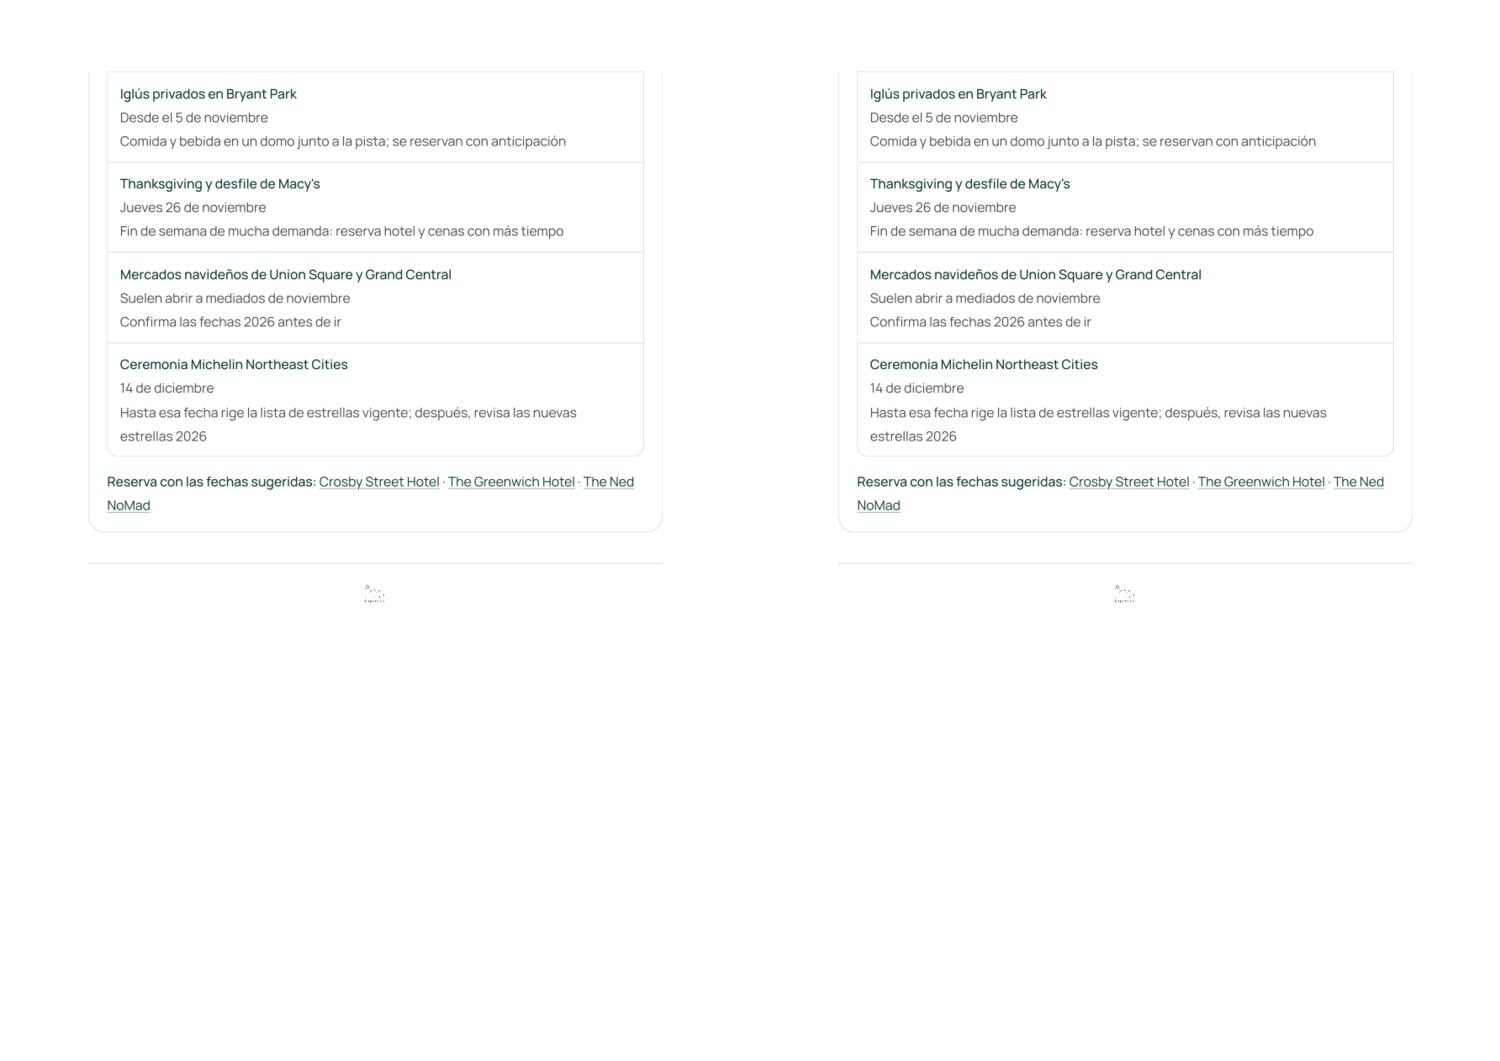 Iglús privados en Bryant Park
Desde el 5 de noviembre
Comida y bebida en un domo junto a la pista; se reservan con anticipación
Thanksgiving y desfile de Macy's
Jueves 26 de noviembre
Fin de semana de mucha demanda: reserva hotel y cenas con más tiempo
Mercados navideños de Union Square y Grand Central
Suelen abrir a mediados de noviembre
Confirma las fechas 2026 antes de ir
Ceremonia Michelin Northeast Cities
14 de diciembre
Hasta esa fecha rige la lista de estrellas vigente; después, revisa las nuevas
estrellas 2026
Reserva con las fechas sugeridas: Crosby Street Hotel · The Greenwich Hotel · The Ned
NoMad
Iglús privados en Bryant Park
Desde el 5 de noviembre
Comida y bebida en un domo junto a la pista; se reservan con anticipación
Thanksgiving y desfile de Macy's
Jueves 26 de noviembre
Fin de semana de mucha demanda: reserva hotel y cenas con más tiempo
Mercados navideños de Union Square y Grand Central
Suelen abrir a mediados de noviembre
Confirma las fechas 2026 antes de ir
Ceremonia Michelin Northeast Cities
14 de diciembre
Hasta esa fecha rige la lista de estrellas vigente; después, revisa las nuevas
estrellas 2026
Reserva con las fechas sugeridas: Crosby Street Hotel · The Greenwich Hotel · The Ned
NoMad